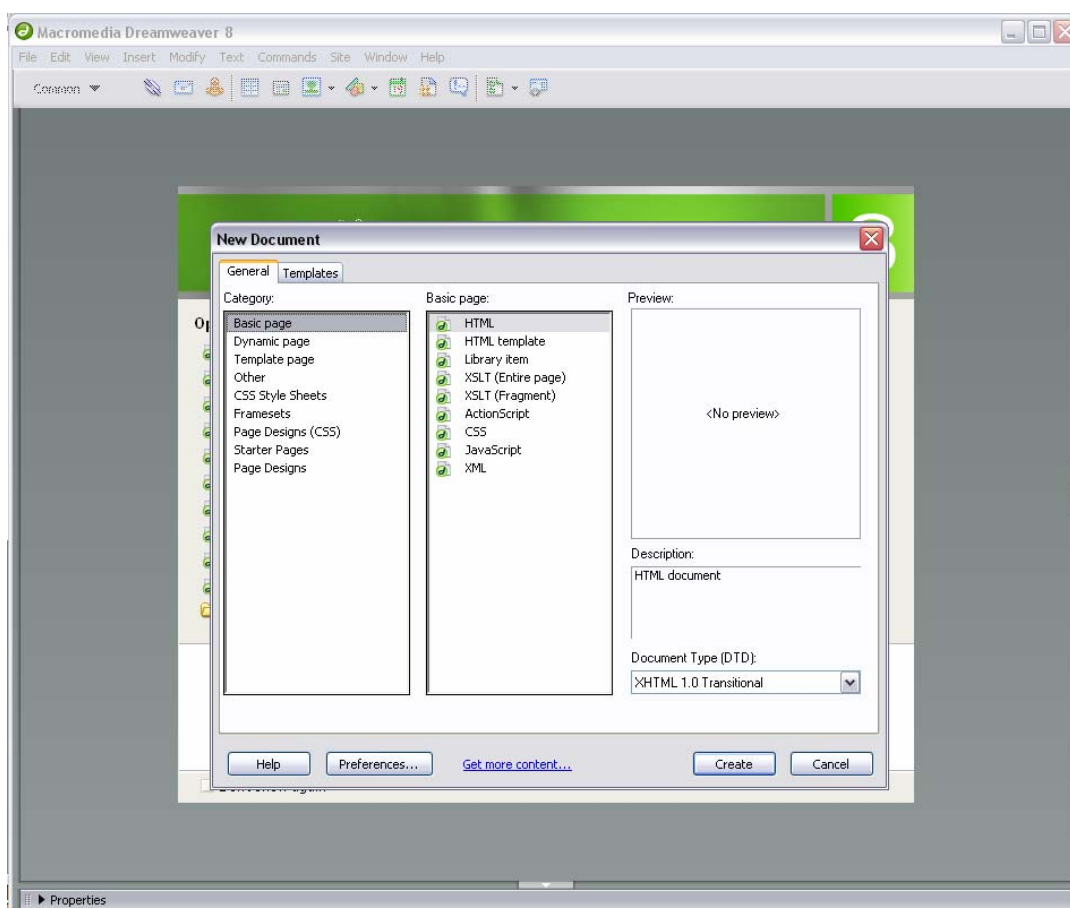 Macromedia Dreamweaver 8
File Edit View Insert Modify Text Commands Site Window Help
Common
8
New Document
General Templates
Category: Basic page: Preview:
Basic page HTML
Dynamic page HTML template
Template page Library item
Other XSLT (Entire page)
CSS Style Sheets XSLT (Fragment)
Framesets ActionScript
<No preview>
Page Designs (CSS) CSS
Starter Pages JavaScript
Page Designs XML
Description:
HTML document
Document Type (DTD):
XHTML 1.0 Transitional
Help Preferences... Get more content... Create Cancel
Properties